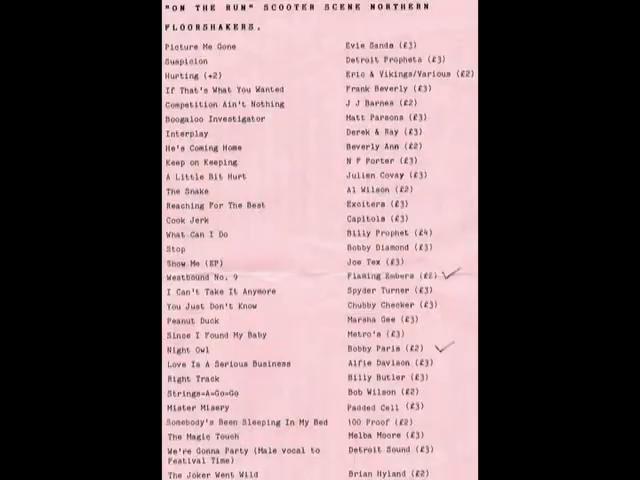 "ON THE RUN" SCOOTER SCENE NORTHERN
FLOORSHAKERS.
Picture Me Gone Evie Sands (£3)
Suspicion Detroit Prophets (£3)
Hurting (+2) Eric & Vikings/Various (£2)
If That's What You Wanted Frank Beverly (£3)
Competition Ain't Nothing J J Barnes (£2)
Boogaloo Investigator Matt Parsons (£3)
Interplay Derek & Ray (£3)
He's Coming Home Beverly Ann (£2)
Keep on Keeping N F Porter (£3)
A Little Bit Hurt Julien Covay (£3)
The Snake Al Wilson (£2)
Reaching For The Best Exciters (£3)
Cook Jerk Capitols (£3)
What Can I Do Billy Prophet (£4)
Stop Bobby Diamond (£3)
Show Me (EP) Joe Tex (£3)
Westbound No. 9 Flaming Embers (£2)
I Can't Take It Anymore Spyder Turner (£3)
You Just Don't Know Chubby Checker (£3)
Peanut Duck Marsha Gee (£3)
Since I Found My Baby Metro's (£3)
Night Owl Bobby Paris (£2)
Love Is A Serious Business Alfie Davison (£3)
Right Track Billy Butler (£3)
Strings=A=Go=Go Bob Wilson (£2)
Mister Misery Padded Cell (£3)
Somebody's Been Sleeping In My Bed 100 Proof (£2)
The Magic Touch Melba Moore (£3)
We're Gonna Party (Male vocal to Detroit Sound (£3)
Festival Time)
The Joker Went Wild Brian Hyland (£2)